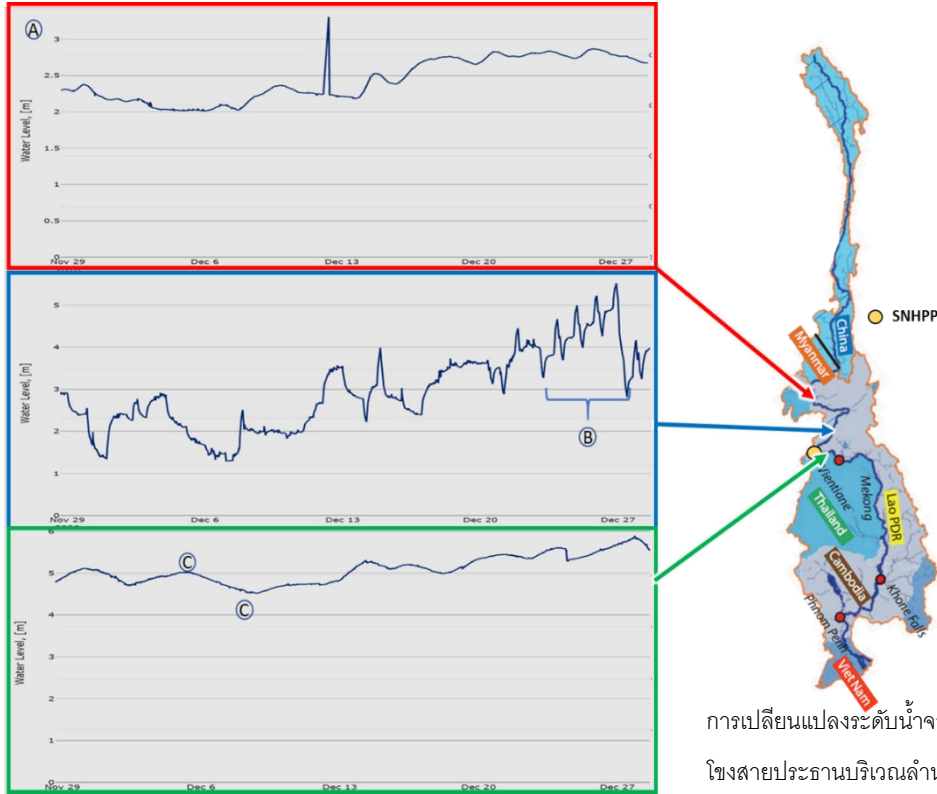 A
Water Level, [m]
3
2.5
2
1.5
1
0.5
0
Nov 29
Dec 6
Dec 13
Dec 20
Dec 27
B
Water Level, [m]
5
4
3
2
1
0
Nov 29
Dec 6
Dec 13
Dec 20
Dec 27
C
C
Water Level, [m]
6
5
4
3
2
1
0
Nov 29
Dec 6
Dec 13
Dec 20
Dec 27
SNHPP
China
Myanmar
Vientiane
Mekong
Thailand
Lao PDR
Cambodia
Khone Falls
Phnom Penh
Viet Nam
การเปลี่ยนแปลงระดับน้ำ
โขงสายประธานบริเวณ